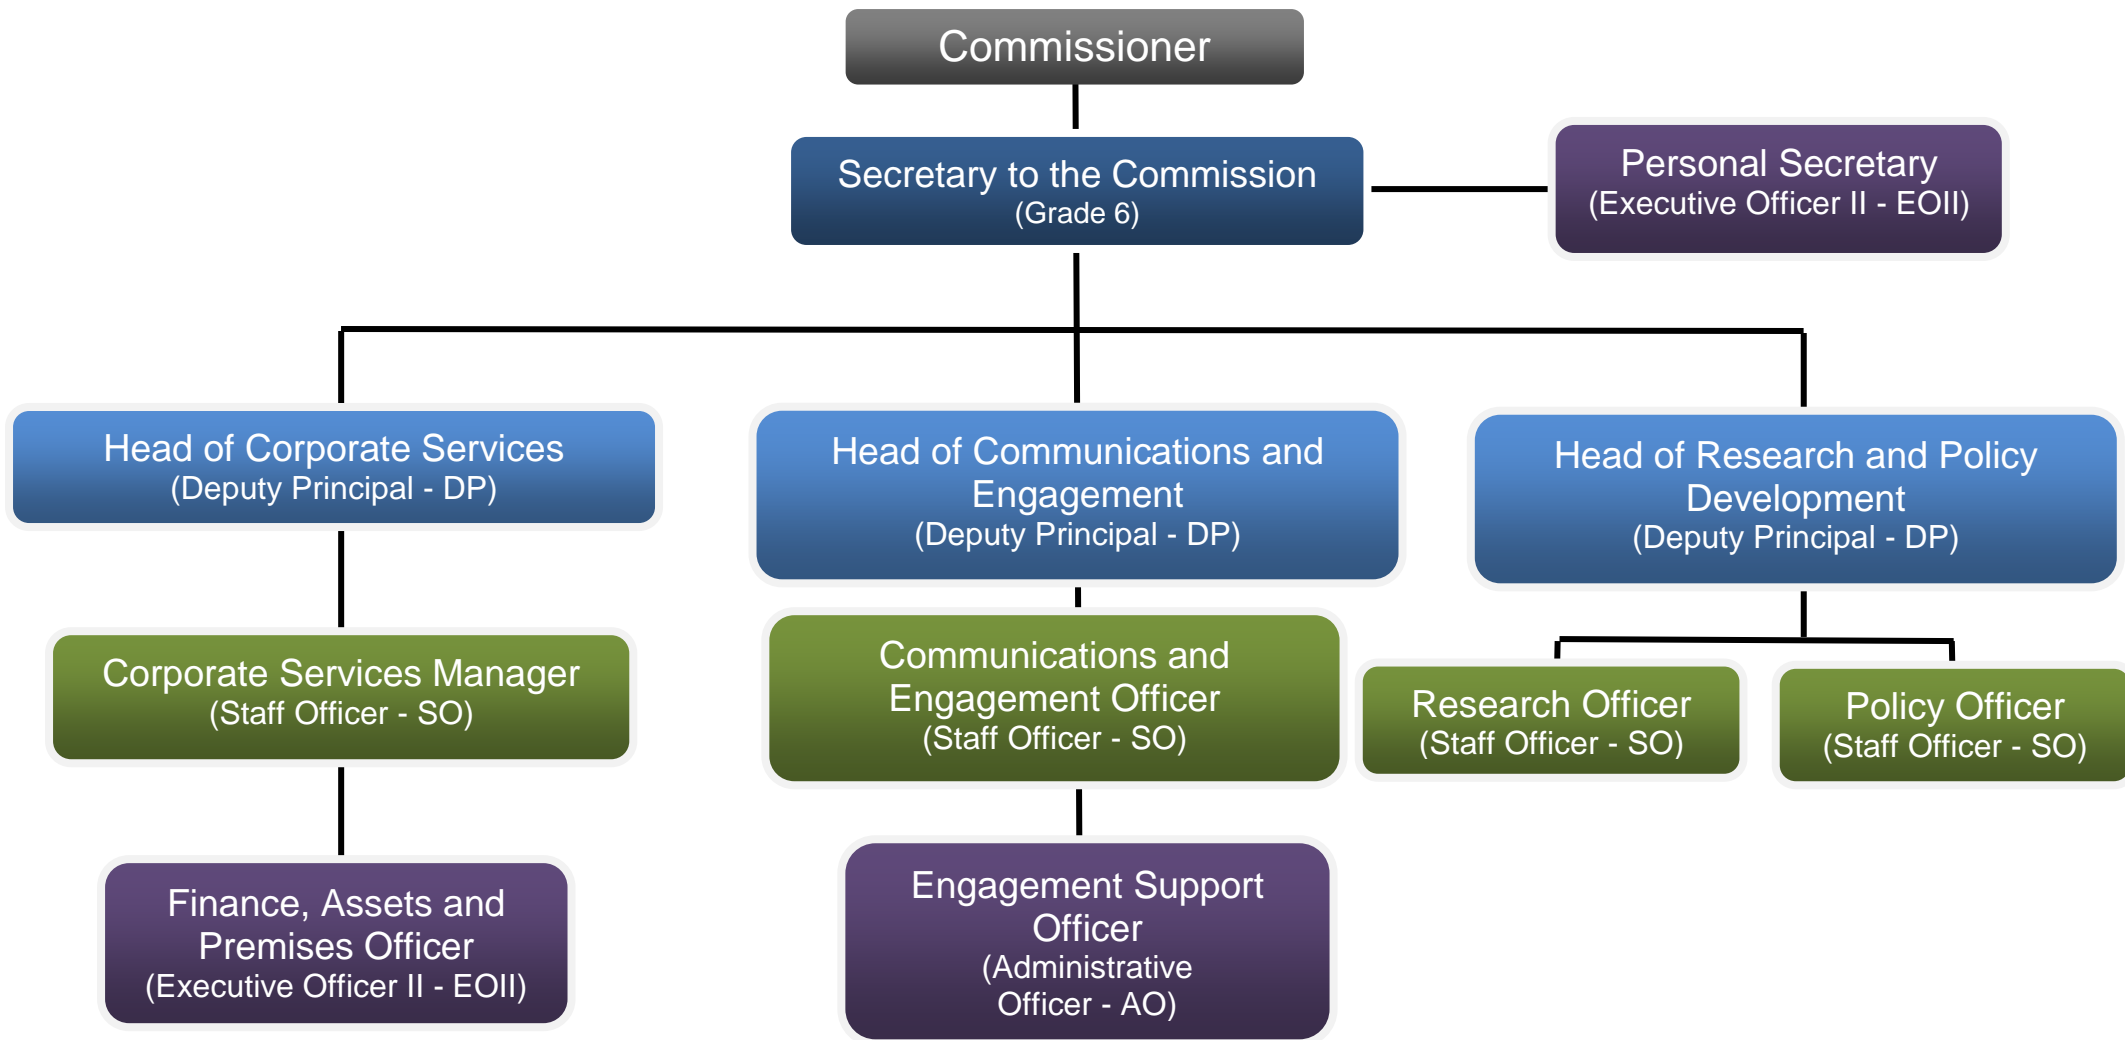 Commissioner
Secretary to the Commission
(Grade 6)
Personal Secretary
(Executive Officer II - EOII)
Head of Corporate Services
(Deputy Principal - DP)
Head of Communications and
Engagement
(Deputy Principal - DP)
Head of Research and Policy
Development
(Deputy Principal - DP)
Corporate Services Manager
(Staff Officer - SO)
Communications and
Engagement Officer
(Staff Officer - SO)
Research Officer
(Staff Officer - SO)
Policy Officer
(Staff Officer - SO)
Finance, Assets and
Premises Officer
(Executive Officer II - EOII)
Engagement Support
Officer
(Administrative
Officer - AO)